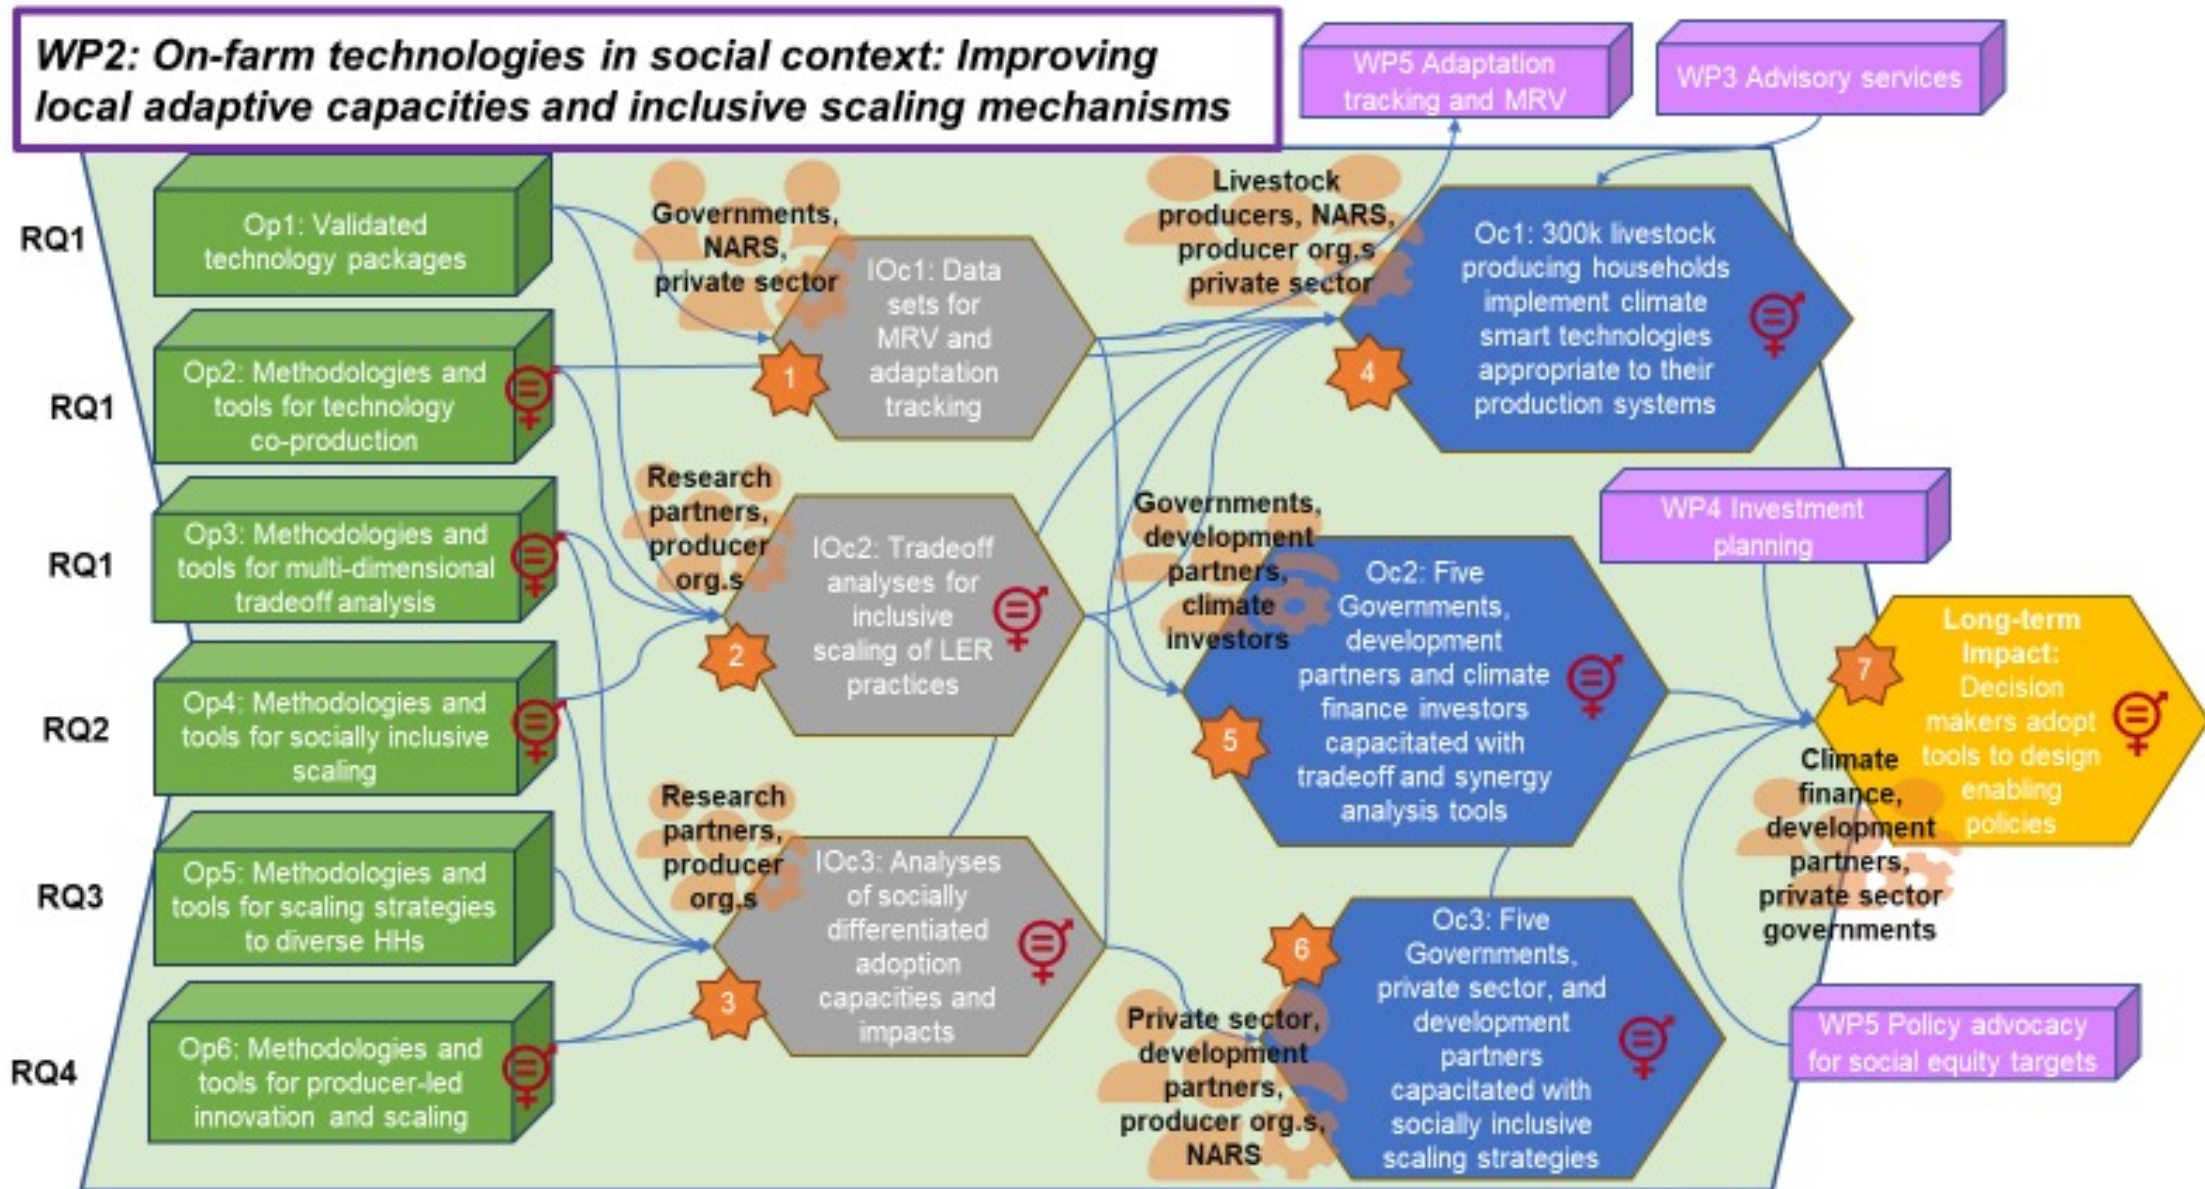 WP2: On-farm technologies in social context: Improving
local adaptive capacities and inclusive scaling mechanisms
WP5 Adaptation
tracking and MRV
WP3 Advisory services
RQ1
Op1: Validated
technology packages
RQ1
Op2: Methodologies and
tools for technology
co-production
RQ1
Op3: Methodologies and
tools for multi-dimensional
tradeoff analysis
RQ2
Op4: Methodologies and
tools for socially inclusive
scaling
RQ3
Op5: Methodologies and
tools for scaling strategies
to diverse HHs
RQ4
Op6: Methodologies and
tools for producer-led
innovation and scaling
Governments,
NARS,
private sector
IOc1: Data
sets for
MRV and
adaptation
tracking
1
Research
partners,
producer
org.s
IOc2: Tradeoff
analyses for
inclusive
scaling of LER
practices
2
Research
partners,
producer
org.s
IOc3: Analyses
of socially
differentiated
adoption
capacities and
impacts
3
Livestock
producers, NARS,
producer org.s
private sector
Oc1: 300k livestock
producing households
implement climate
smart technologies
appropriate to their
production systems
4
Governments,
development
partners,
climate
investors
Oc2: Five
Governments,
development
partners and climate
finance investors
capacitated with
tradeoff and synergy
analysis tools
5
Private sector,
development
partners,
producer org.s,
NARS
Oc3: Five
Governments,
private sector, and
development
partners
capacitated with
socially inclusive
scaling strategies
6
WP4 Investment
planning
Long-term
Impact:
Decision
makers adopt
tools to design
enabling
policies
7
Climate
finance,
development
partners,
private sector
governments
WP5 Policy advocacy
for social equity targets